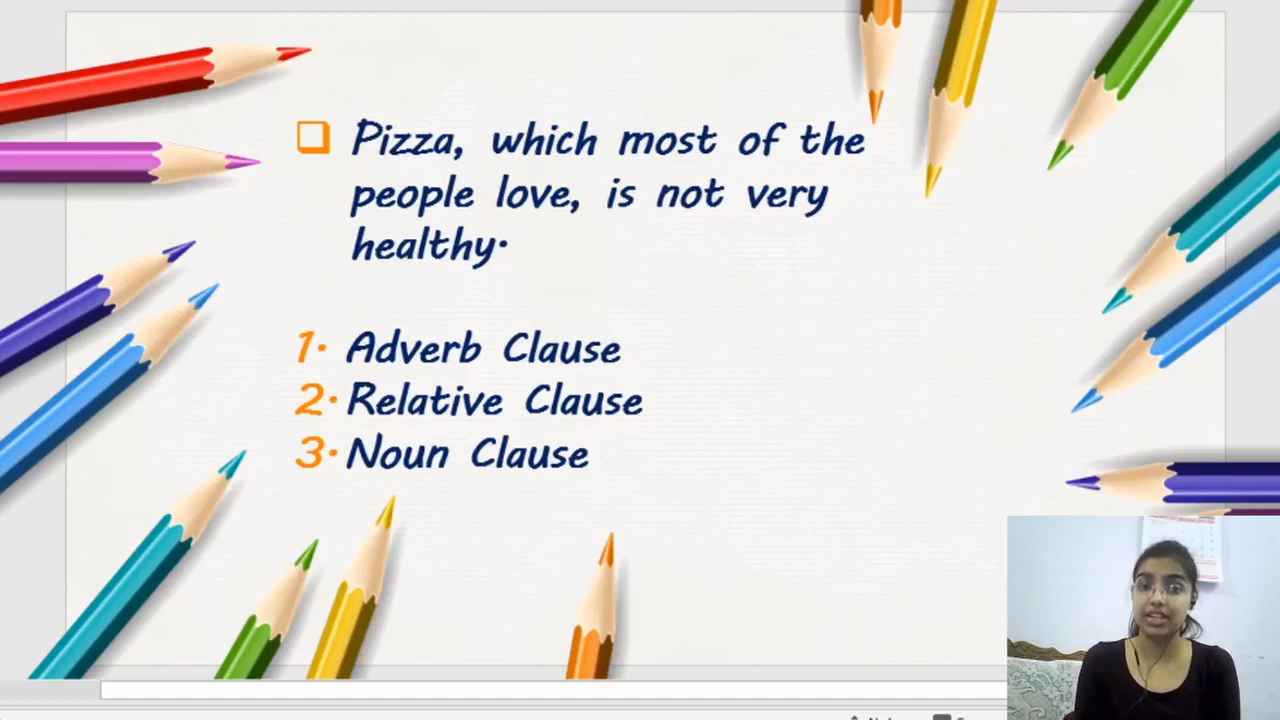 Pizza, which most of the
people love, is not very
healthy.
1. Adverb Clause
2. Relative Clause
3. Noun Clause